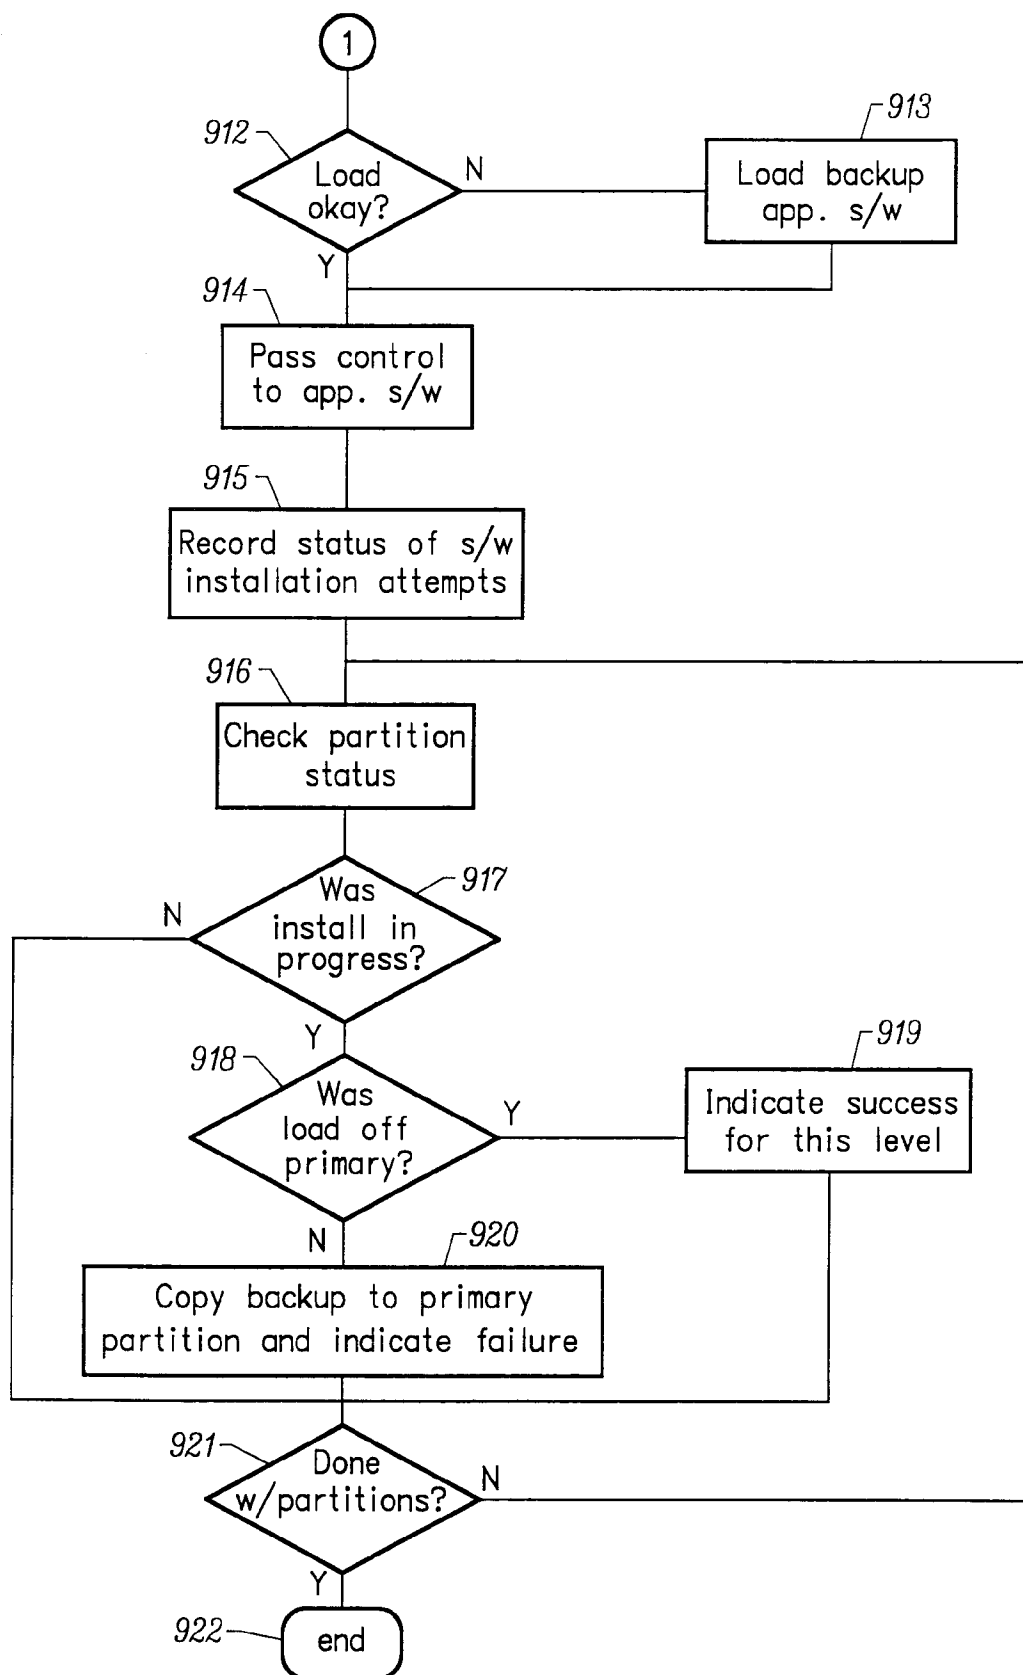 1
912
Load
okay?
N
913
Load backup
app. s/w
Y
914
Pass control
to app. s/w
915
Record status of s/w
installation attempts
916
Check partition
status
917
Was
install in
progress?
N
Y
918
Was
load off
primary?
Y
919
Indicate success
for this level
N
920
Copy backup to primary
partition and indicate failure
921
Done
w/partitions?
N
Y
922
end